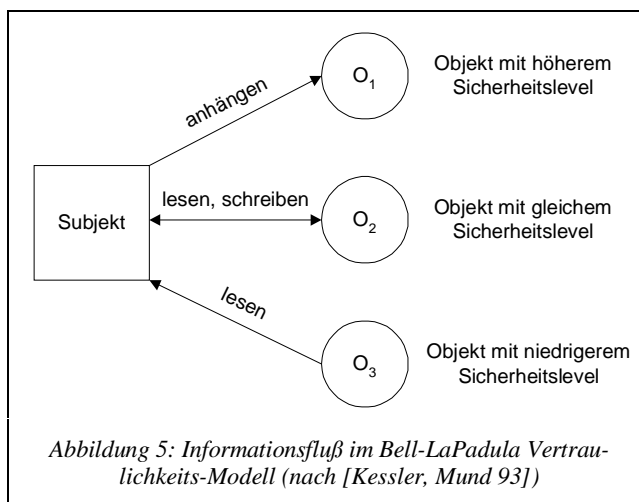 anhängen
O1
Objekt mit höherem
Sicherheitslevel
Subjekt
lesen, schreiben
O2
Objekt mit gleichem
Sicherheitslevel
lesen
O3
Objekt mit niedrigerem
Sicherheitslevel
Abbildung 5: Informationsfluß im Bell-LaPadula Vertrau-
lichkeits-Modell (nach [Kessler, Mund 93])